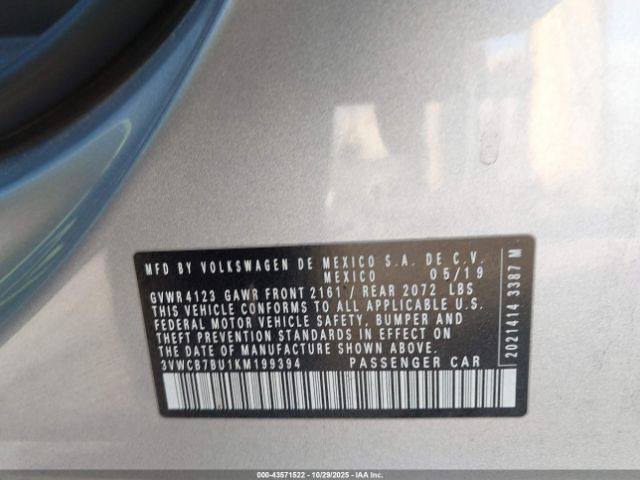 MFD BY VOLKSWAGEN DE MEXICO S.A. DE C.V.
MEXICO 05/19
GVWR 4123 GAWR FRONT 2161 / REAR 2072 LBS
THIS VEHICLE CONFORMS TO ALL APPLICABLE U.S.
FEDERAL MOTOR VEHICLE SAFETY, BUMPER AND
THEFT PREVENTION STANDARDS IN EFFECT ON
THE DATE OF MANUFACTURE SHOWN ABOVE.
3VWCB7BU1KM199394 PASSENGER CAR
2021414 3387 M
000-43571522 | 10/29/2025 | IAA Inc.